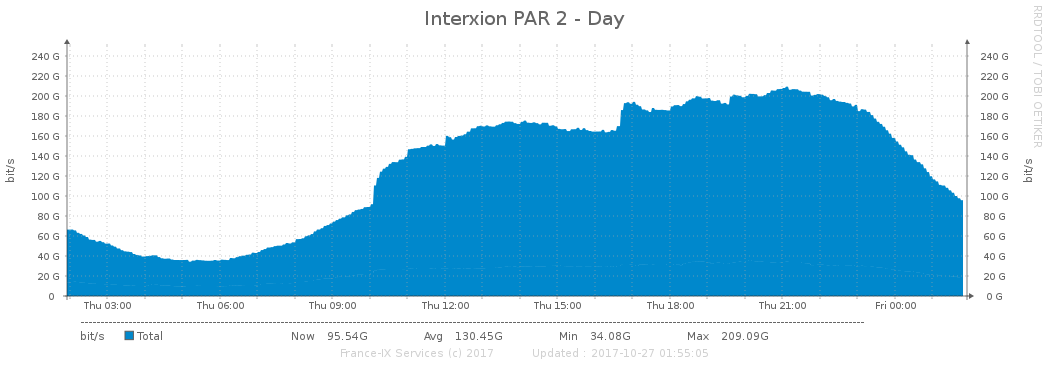 Interxion PAR 2 - Day
RRDTOOL / TOBI OETIKER
240 G 240 G
220 G 220 G
200 G 200 G
180 G 180 G
160 G 160 G
140 G 140 G
120 G 120 G
100 G 100 G
80 G 80 G
60 G 60 G
40 G 40 G
20 G 20 G
0 0 G
bit/s
bit/s
Thu 03:00 Thu 06:00 Thu 09:00 Thu 12:00 Thu 15:00 Thu 18:00 Thu 21:00 Fri 00:00
bit/s Total Now 95.54G Avg 130.45G Min 34.08G Max 209.09G
France-IX Services (c) 2017 Updated : 2017-10-27 01:55:05